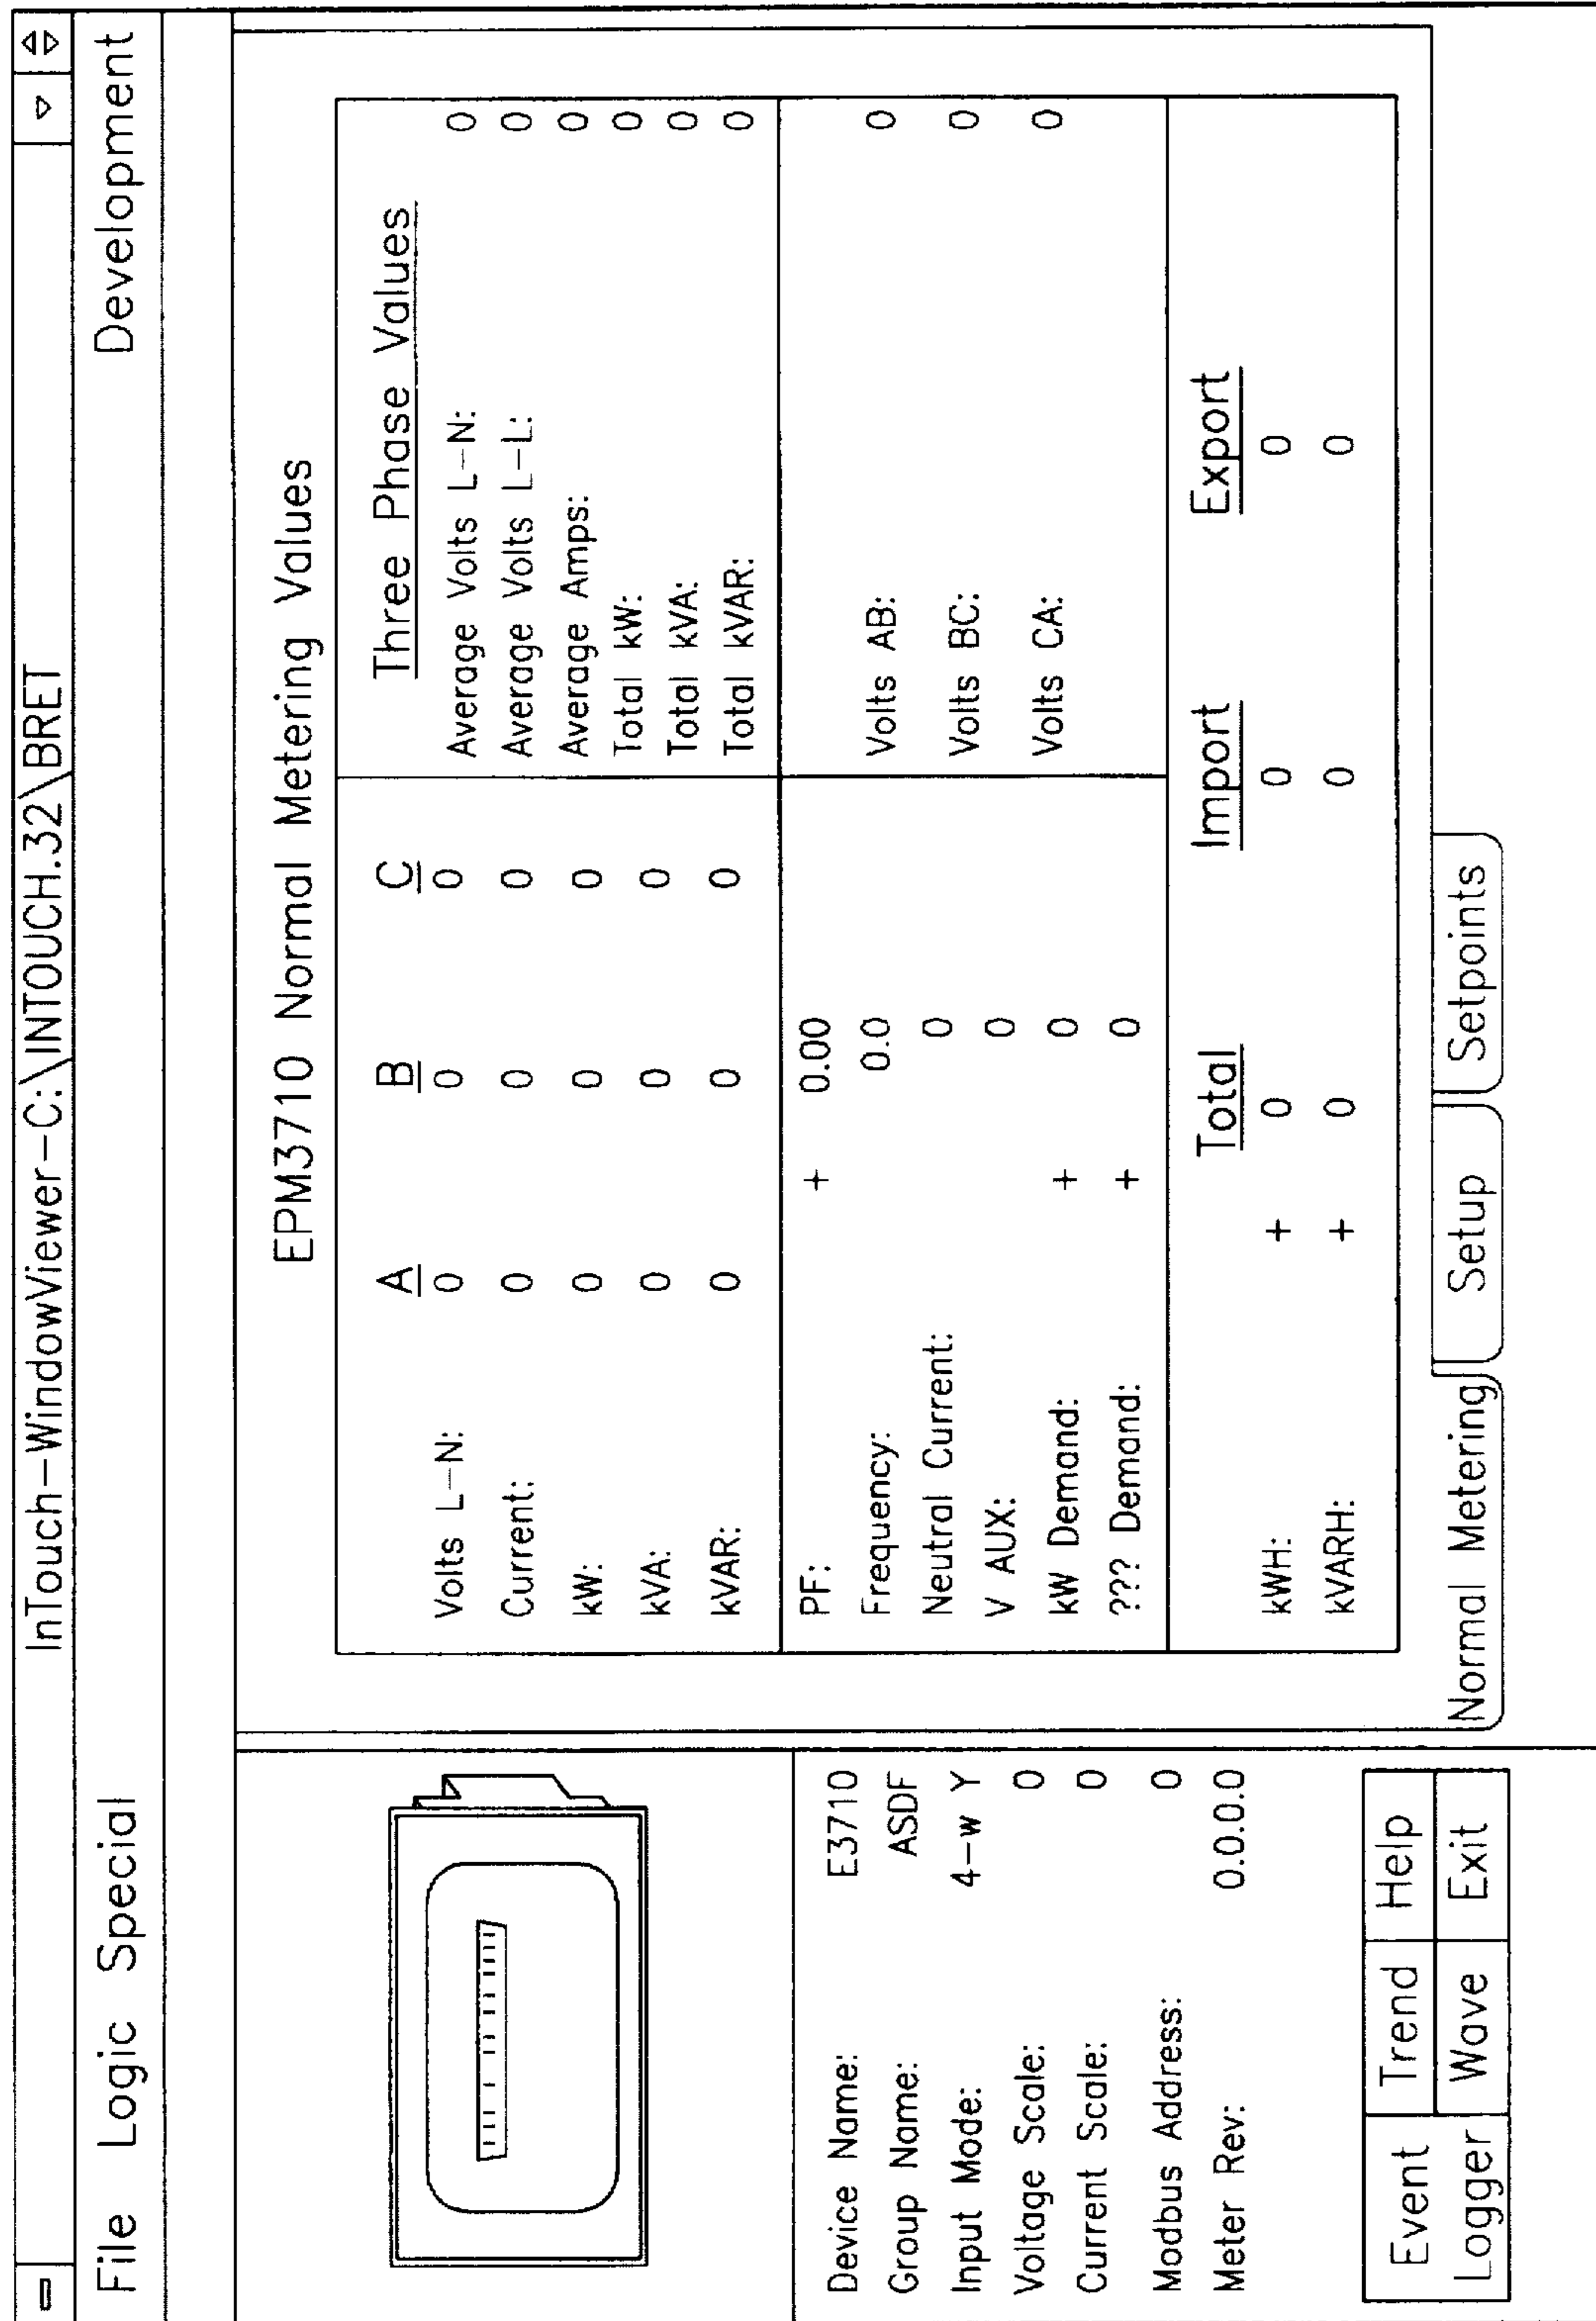 InTouch-WindowViewer-C:\INTOUCH.32\BRET
File Logic Special Development
EPM3710 Normal Metering Values
A B C Three Phase Values
Volts L-N: 0 0 0 Average Volts L-N: 0
Current: 0 0 0 Average Volts L-L: 0
kW: 0 0 0 Average Amps: 0
kVA: 0 0 0 Total kW: 0
kVAR: 0 0 0 Total kVA: 0
Total kVAR: 0
PF: + 0.00
Frequency: 0.0 Volts AB: 0
Neutral Current: 0 Volts BC: 0
V AUX: 0 Volts CA: 0
kW Demand: + 0
??? Demand: + 0
Total Import Export
kWH: + 0 0 0
kVARH: + 0 0 0
Normal Metering Setup Setpoints
Device Name: E3710
Group Name: ASDF
Input Mode: 4-w Y
Voltage Scale: 0
Current Scale: 0
Modbus Address: 0
Meter Rev: 0.0.0.0
Event Logger Trend Help
Wave Exit